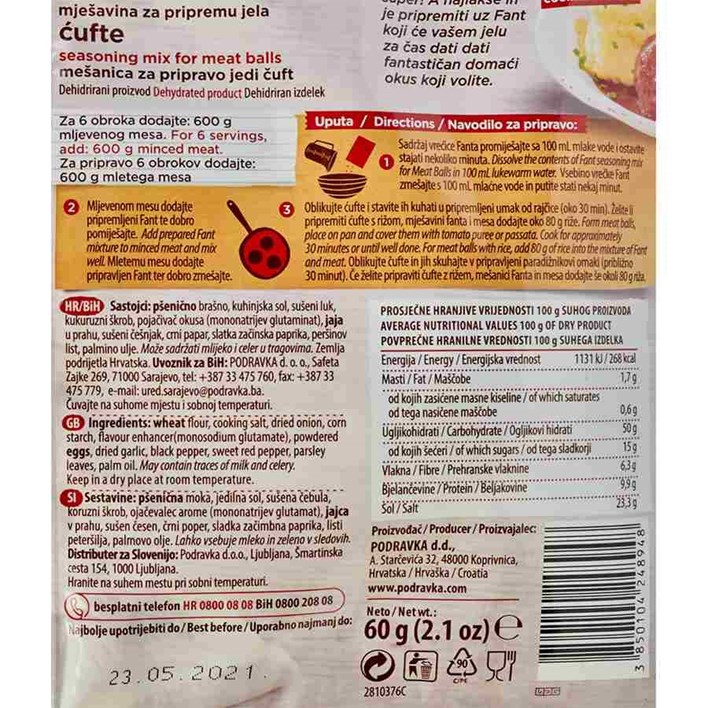 mješavina za pripremu jela
ćufte
seasoning mix for meat balls
mešanica za pripravo jedi čuft
Dehidrirani proizvod Dehydrated product Dehidriran izdelek
je pripremiti uz Fant
koji će vašem jelu
za čas dati dati
fantastičan domaći
okus koji volite.
Za 6 obroka dodajte: 600 g
mljevenog mesa. For 6 servings,
add: 600 g minced meat.
Za pripravo 6 obrokov dodajte:
600 g mletega mesa
Uputa / Directions / Navodilo za pripravo:
1 Sadržaj vrećice Fanta promiješajte sa 100 mL mlake vode i ostavite
stajati nekoliko minuta. Dissolve the contents of Fant seasoning mix
for Meat Balls in 100 mL lukewarm water. Vsebino vrečke Fant
zmešajte s 100 mL mlačne vode in pustite stati nekaj minut.
2 Mljevenom mesu dodajte
pripremljeni Fant te dobro
pomiješajte. Add prepared Fant
mixture to minced meat and mix
well. Mletemu mesu dodajte
pripravljen Fant ter dobro zmešajte.
3 Oblikujte ćufte i stavite ih kuhati u pripremljeni umak od rajčice (oko 30 min). Želite li
pripremiti ćufte s rižom, mješavini fanta i mesa dodajte oko 80 g riže. Form meat balls,
place on pan and cover them with tomato puree or passata. Cook for approximately
30 minutes or until well done. For meat balls with rice, add 80 g of rice into the mixture of Fant
and meat. Oblikujte čufte in jih skuhajte v pripravljeni paradižnikovi omaki (približno
30 minut). Če želite pripraviti čufte z rižem, mešanici Fanta in mesa dodajte še okoli 80 g riža.
HR/BiH Sastojci: pšenično brašno, kuhinjska sol, sušeni luk,
kukuruzni škrob, pojačivač okusa (mononatrijev glutaminat), jaja
u prahu, sušeni češnjak, crni papar, slatka začinska paprika, peršinov
list, palmino ulje. Može sadržati mlijeko i celer u tragovima. Zemlja
podrijetla Hrvatska. Uvoznik za BiH: PODRAVKA d. o. o., Safeta
Zajke 269, 71000 Sarajevo, tel: +387 33 475 760, fax: +387 33
475 779, e-mail: ured.sarajevo@podravka.ba.
Čuvajte na suhome mjestu i sobnoj temperaturi.
GB Ingredients: wheat flour, cooking salt, dried onion, corn
starch, flavour enhancer(monosodium glutamate), powdered
eggs, dried garlic, black pepper, sweet red pepper, parsley
leaves, palm oil. May contain traces of milk and celery.
Keep in a dry place at room temperature.
SI Sestavine: pšenična moka, jedilna sol, sušena čebula,
koruzni škrob, ojačevalec arome (mononatrijev glutamat), jajca
v prahu, sušen česen, črni poper, sladka začimbna paprika, listi
peteršilja, palmovo olje. Lahko vsebuje mleko in zeleno v sledovih.
Distributer za Slovenijo: Podravka d.o.o., Ljubljana, Šmartinska
cesta 154, 1000 Ljubljana.
Hranite na suhem mestu pri sobni temperaturi.
besplatni telefon HR 0800 08 08 BiH 0800 208 08
Najbolje upotrijebiti do / Best before / Uporabno najmanj do:
23.05.2021.
PROSJEČNE HRANJIVE VRIJEDNOSTI 100 g SUHOG PROIZVODA
AVERAGE NUTRITIONAL VALUES 100 g OF DRY PRODUCT
POVPREČNE HRANILNE VREDNOSTI 100 g SUHEGA IZDELKA
Energija / Energy / Energijska vrednost 1131 kJ / 268 kcal
Masti / Fat / Maščobe 1,7 g
od kojih zasićene masne kiseline / of which saturates
od tega nasičene maščobe 0,6 g
Ugljikohidrati / Carbohydrate / Ogljikovi hidrati 50 g
od kojih šećeri / of which sugars / od tega sladkorji 15 g
Vlakna / Fibre / Prehranske vlaknine 6,3 g
Bjelančevine / Protein / Beljakovine 9,9 g
Sol / Salt 23,3 g
Proizvođač / Producer / Proizvajalec:
PODRAVKA d.d.,
A. Starčevića 32, 48000 Koprivnica,
Hrvatska / Hrvaška / Croatia
www.podravka.com
Neto / Net wt.:
60 g (2.1 oz) e
90
C/PE
2810376C
3 850104 248948